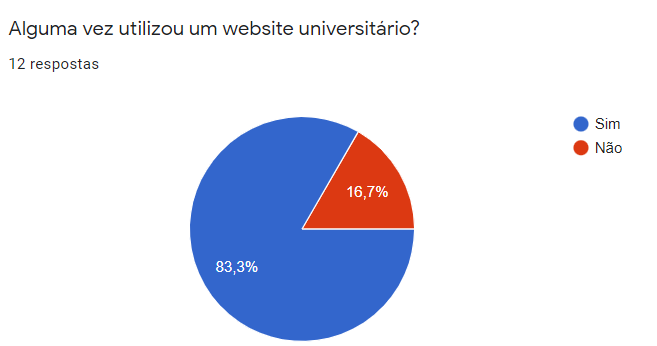 Alguma vez utilizou um website universitário?
12 respostas
Sim
Não
16,7%
83,3%